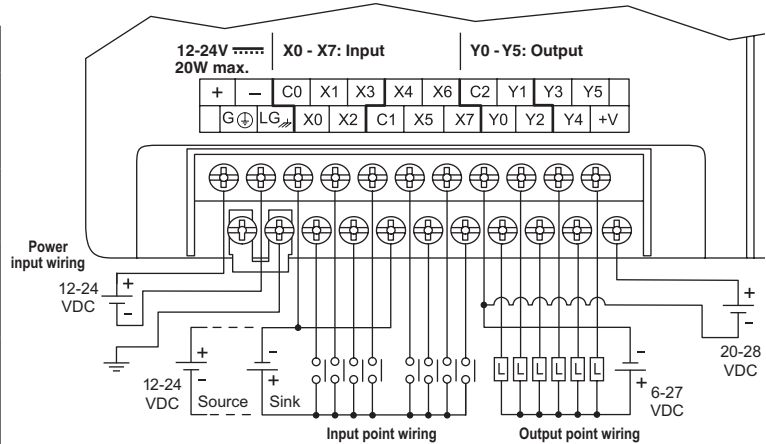 12-24V X0 - X7: Input Y0 - Y5: Output
20W max.
+ – C0 X1 X3 X4 X6 C2 Y1 Y3 Y5
G LG X0 X2 C1 X5 X7 Y0 Y2 Y4 +V
Power
input wiring
12-24
VDC
+
-
12-24
VDC
+
-
Source
-
+
Sink
L L L L L L
-
+
6-27
VDC
+
-
20-28
VDC
Input point wiring
Output point wiring